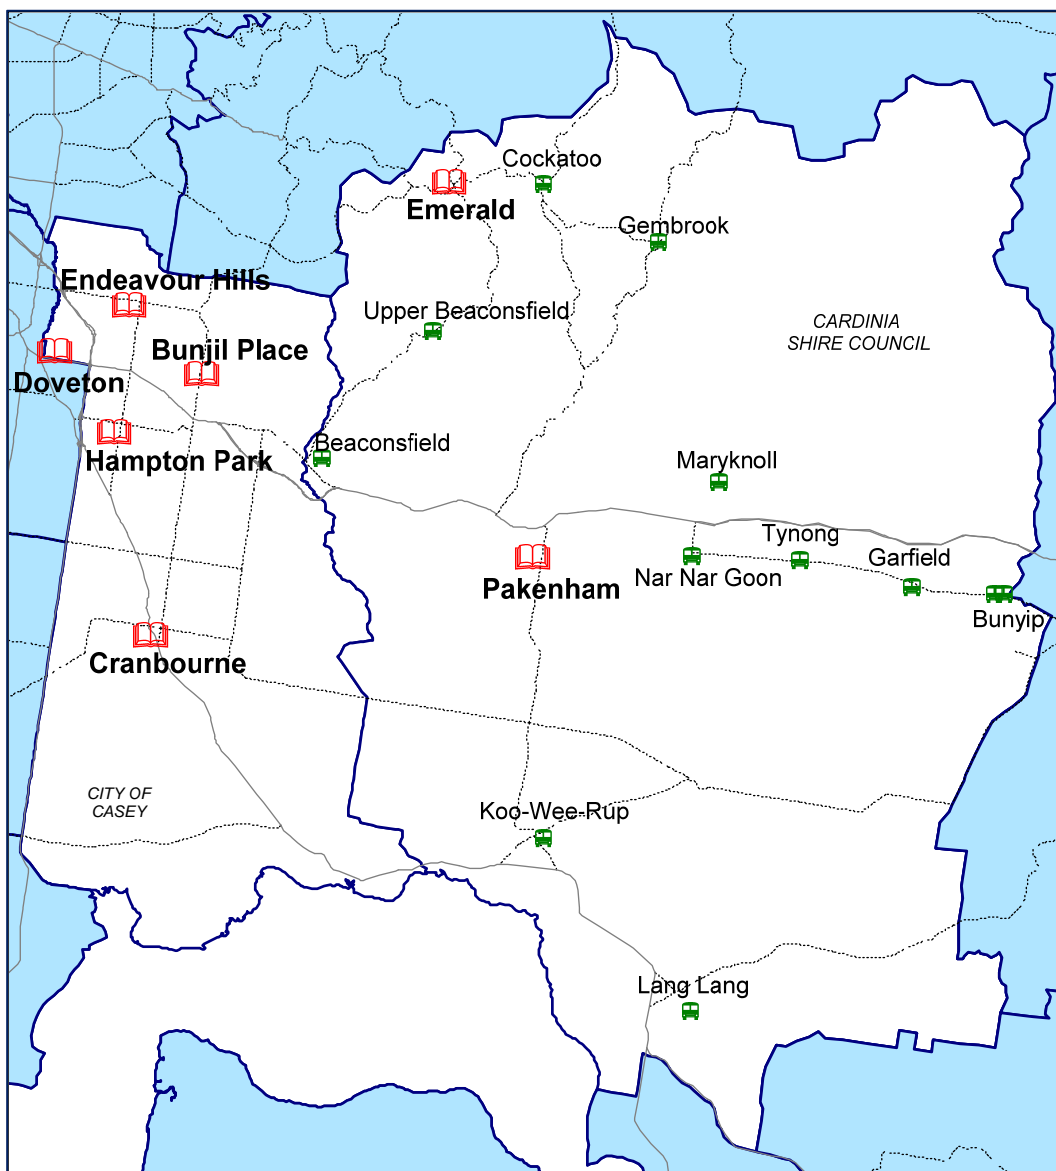 Cockatoo
Emerald
Gembrook
Endeavour Hills
Upper Beaconsfield
CARDINIA
SHIRE COUNCIL
Bunjil Place
Doveton
Beaconsfield
Hampton Park
Maryknoll
Tynong
Garfield
Nar Nar Goon
Pakenham
Bunyip
Cranbourne
CITY OF
CASEY
Koo-Wee-Rup
Lang Lang